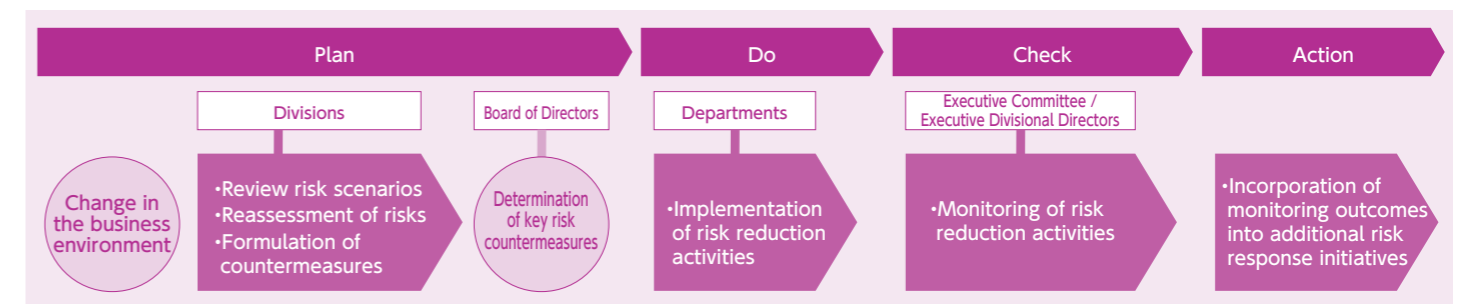 Plan
Do
Check
Action
Divisions
Board of Directors
Departments
Executive Committee /
Executive Divisional Directors
Change in
the business
environment
•Review risk scenarios
•Reassessment of risks
•Formulation of
countermeasures
Determination
of key risk
countermeasures
•Implementation
of risk reduction
activities
•Monitoring of risk
reduction activities
•Incorporation of
monitoring outcomes
into additional risk
response initiatives